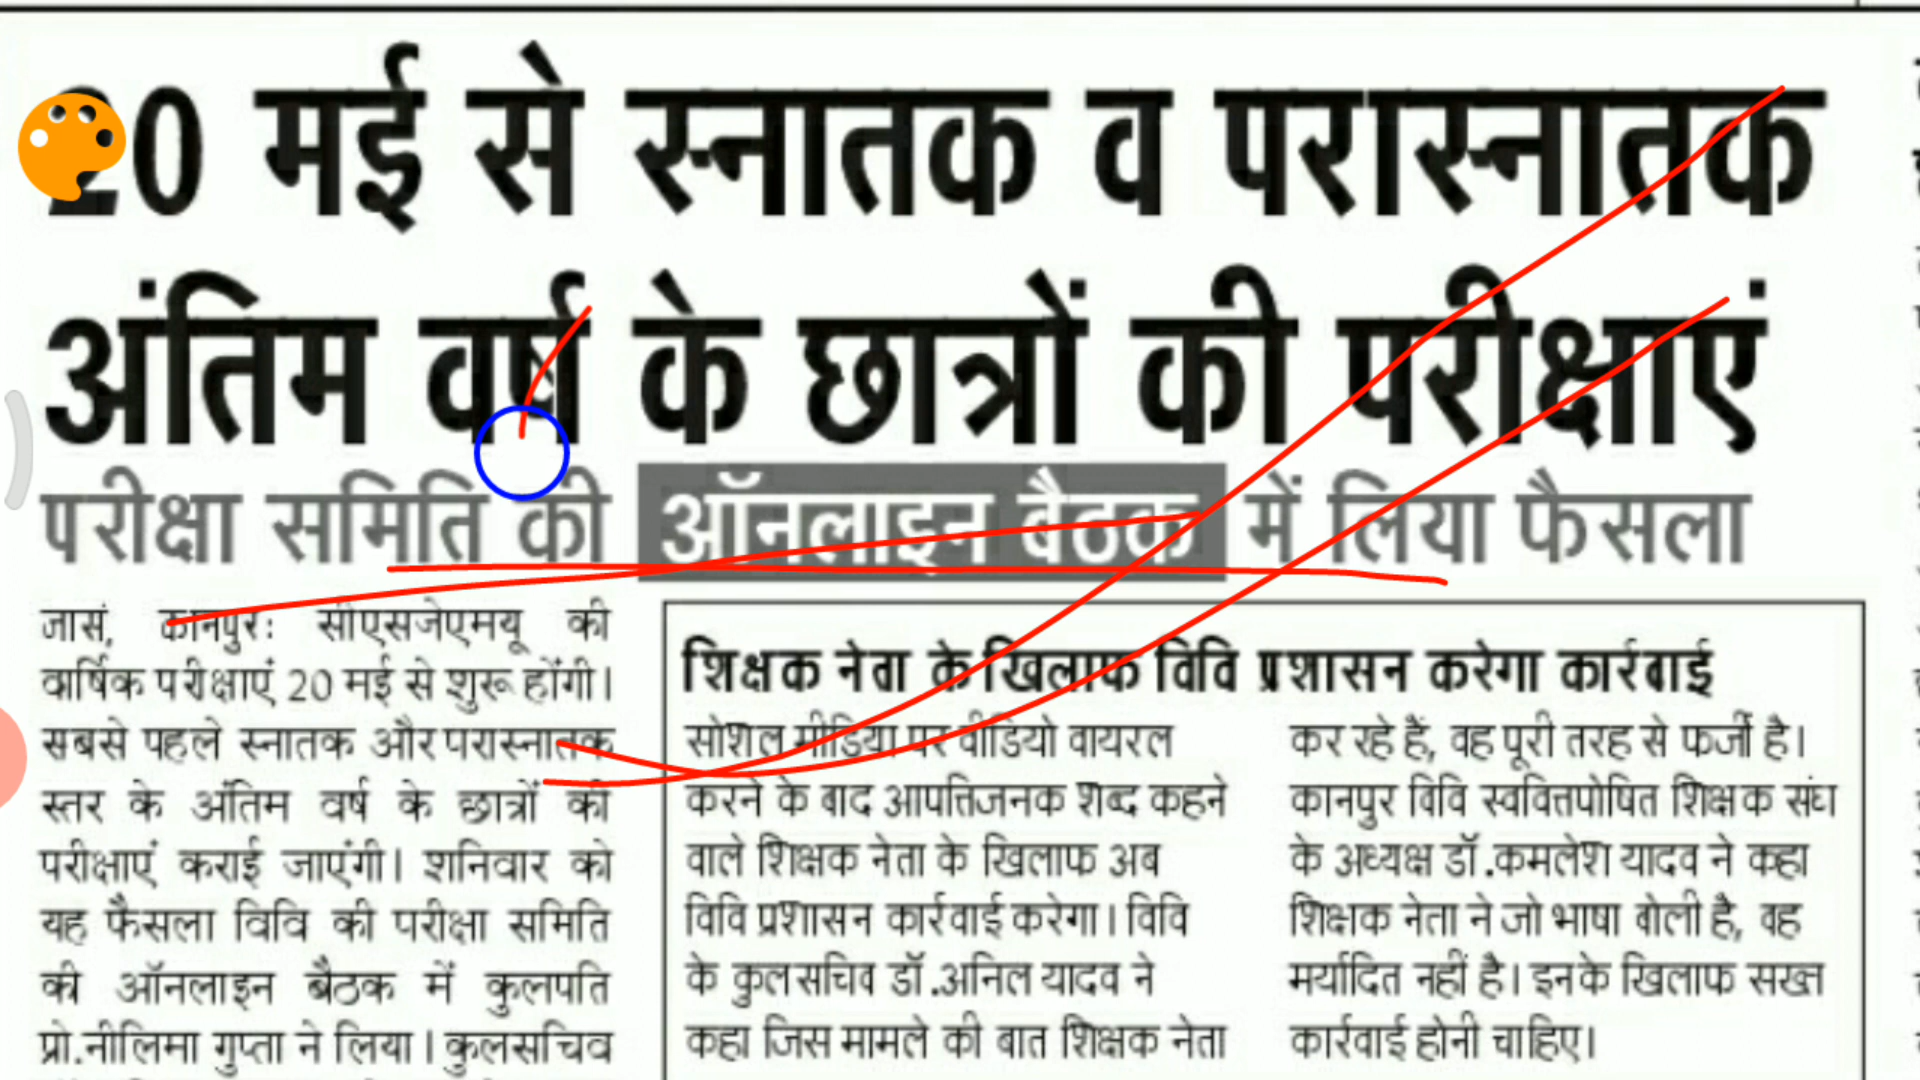 20 मई से स्नातक व परास्नातक
अंतिम वर्ष के छात्रों की परीक्षाएं
परीक्षा समिति की ऑनलाइन बैठक में लिया फैसला
जासं, कानपुरः सीएसजेएमयू की
वार्षिक परीक्षाएं 20 मई से शुरू होंगी।
सबसे पहले स्नातक और परास्नातक
स्तर के अंतिम वर्ष के छात्रों की
परीक्षाएं कराई जाएंगी। शनिवार को
यह फैसला विवि की परीक्षा समिति
की ऑनलाइन बैठक में कुलपति
प्रो.नीलिमा गुप्ता ने लिया। कुलसचिव
शिक्षक नेता के खिलाफ विवि प्रशासन करेगा कार्रवाई
सोशल मीडिया पर वीडियो वायरल
करने के बाद आपत्तिजनक शब्द कहने
वाले शिक्षक नेता के खिलाफ अब
विवि प्रशासन कार्रवाई करेगा। विवि
के कुलसचिव डॉ.अनिल यादव ने
कहा जिस मामले की बात शिक्षक नेता
कर रहे हैं, वह पूरी तरह से फर्जी है।
कानपुर विवि स्ववित्तपोषित शिक्षक संघ
के अध्यक्ष डॉ.कमलेश यादव ने कहा
शिक्षक नेता ने जो भाषा बोली है, वह
मर्यादित नहीं है। इनके खिलाफ सख्त
कार्रवाई होनी चाहिए।